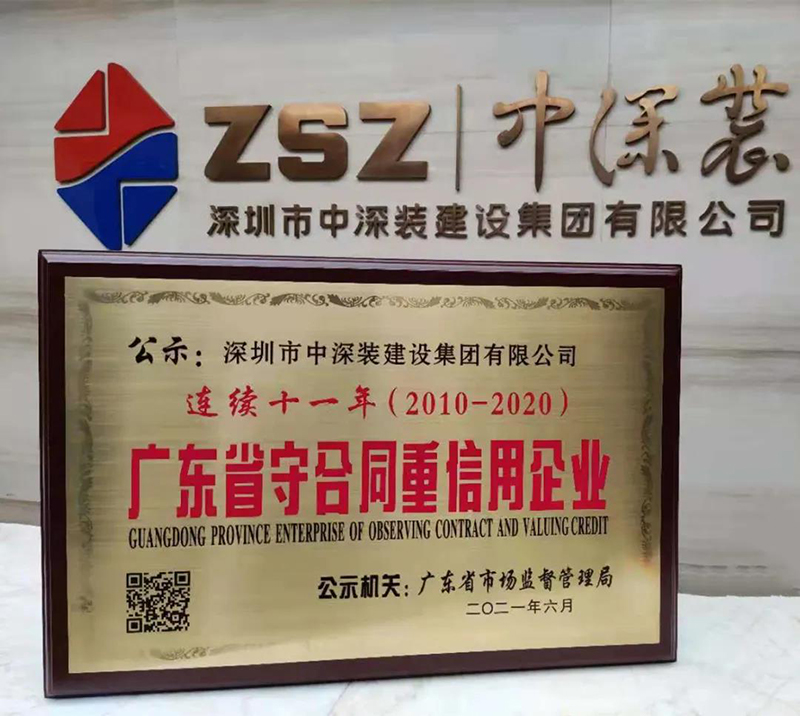 ZSZ|中深装
深圳市中深装建设集团有限公司
公示：深圳市中深装建设集团有限公司
连续十一年(2010-2020)
广东省守合同重信用企业
GUANGDONG PROVINCE ENTERPRISE OF OBSERVING CONTRACT AND VALUING CREDIT
公示机关：广东省市场监督管理局
二〇二一年六月